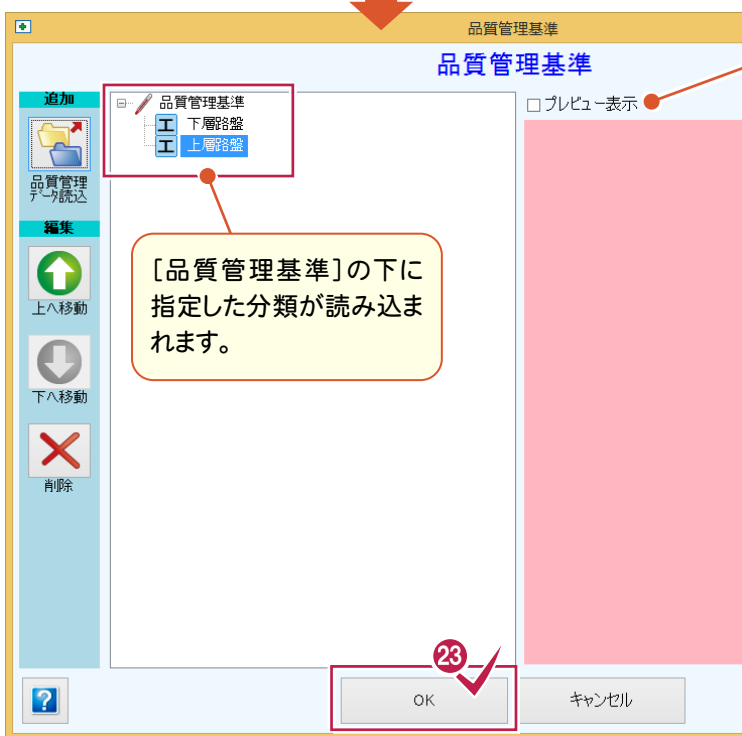 品質管理基準
品質管理基準
追加
品質管理
データ読込
編集
上へ移動
下へ移動
削除
品質管理基準
下層路盤
上層路盤
プレビュー表示
［品質管理基準］の下に
指定した分類が読み込ま
れます。
23
OK
キャンセル